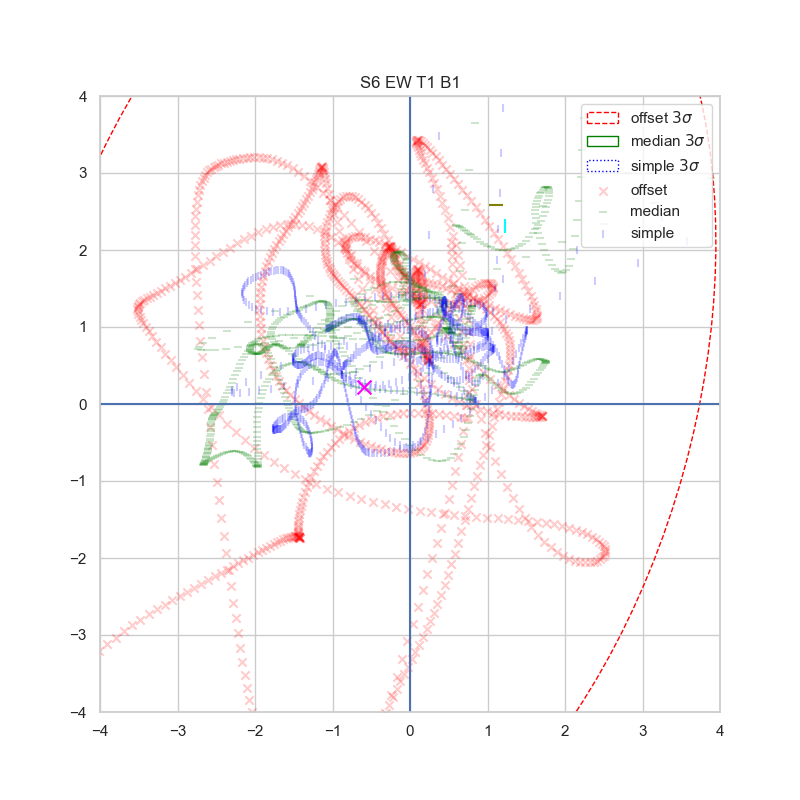 S6 EW T1 B1
offset 3σ
median 3σ
simple 3σ
offset
median
simple
4
3
2
1
0
−1
−2
−3
−4
−4 −3 −2 −1 0 1 2 3 4